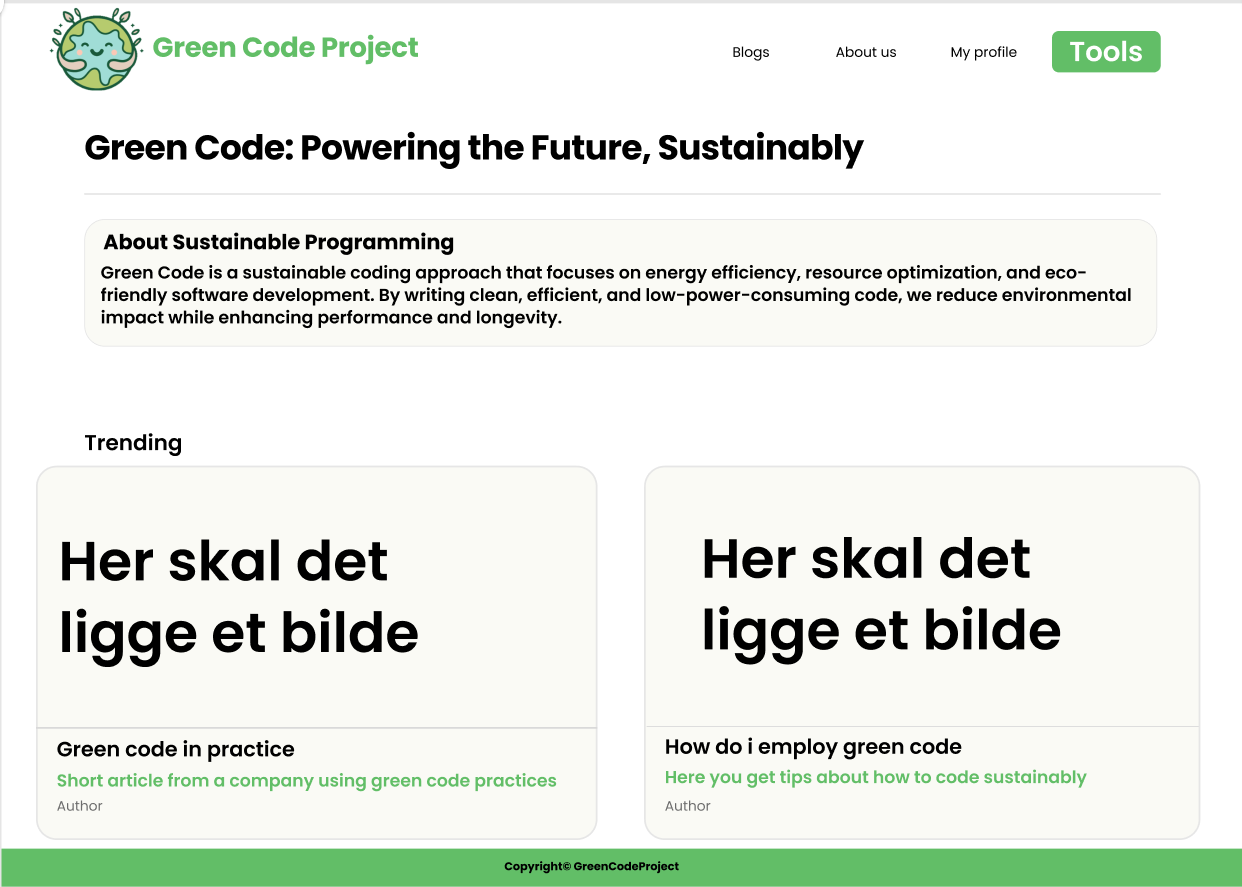 Green Code Project
Blogs
About us
My profile
Tools
Green Code: Powering the Future, Sustainably
About Sustainable Programming
Green Code is a sustainable coding approach that focuses on energy efficiency, resource optimization, and eco-
friendly software development. By writing clean, efficient, and low-power-consuming code, we reduce environmental
impact while enhancing performance and longevity.
Trending
Her skal det
ligge et bilde
Green code in practice
Short article from a company using green code practices
Author
Her skal det
ligge et bilde
How do i employ green code
Here you get tips about how to code sustainably
Author
Copyright© GreenCodeProject